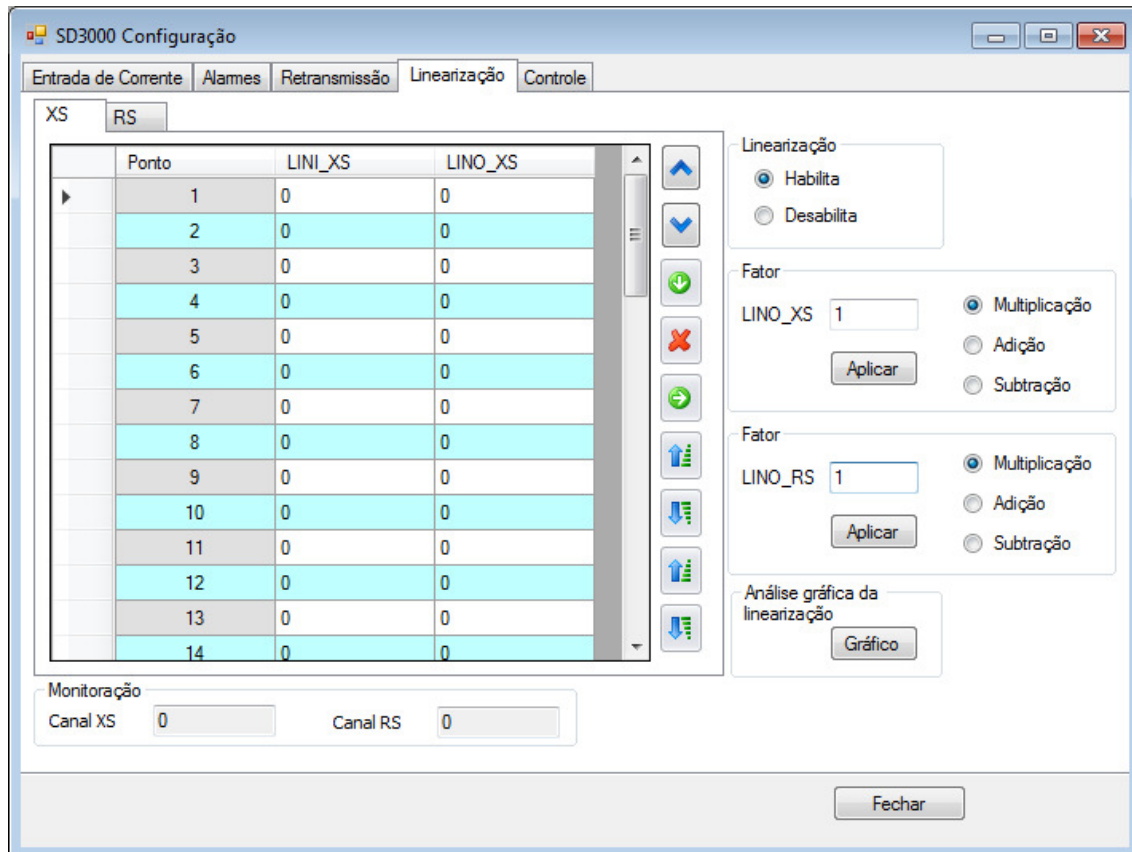 SD3000 Configuração
Entrada de Corrente Alarmes Retransmissão Linearização Controle
XS RS
Ponto LINI_XS LINO_XS
1 0 0
2 0 0
3 0 0
4 0 0
5 0 0
6 0 0
7 0 0
8 0 0
9 0 0
10 0 0
11 0 0
12 0 0
13 0 0
14 0 0
Linearização
Habilita
Desabilita
Fator
LINO_XS 1
Aplicar
Multiplicação
Adição
Subtração
Fator
LINO_RS 1
Aplicar
Multiplicação
Adição
Subtração
Análise gráfica da
linearização
Gráfico
Monitoração
Canal XS 0 Canal RS 0
Fechar